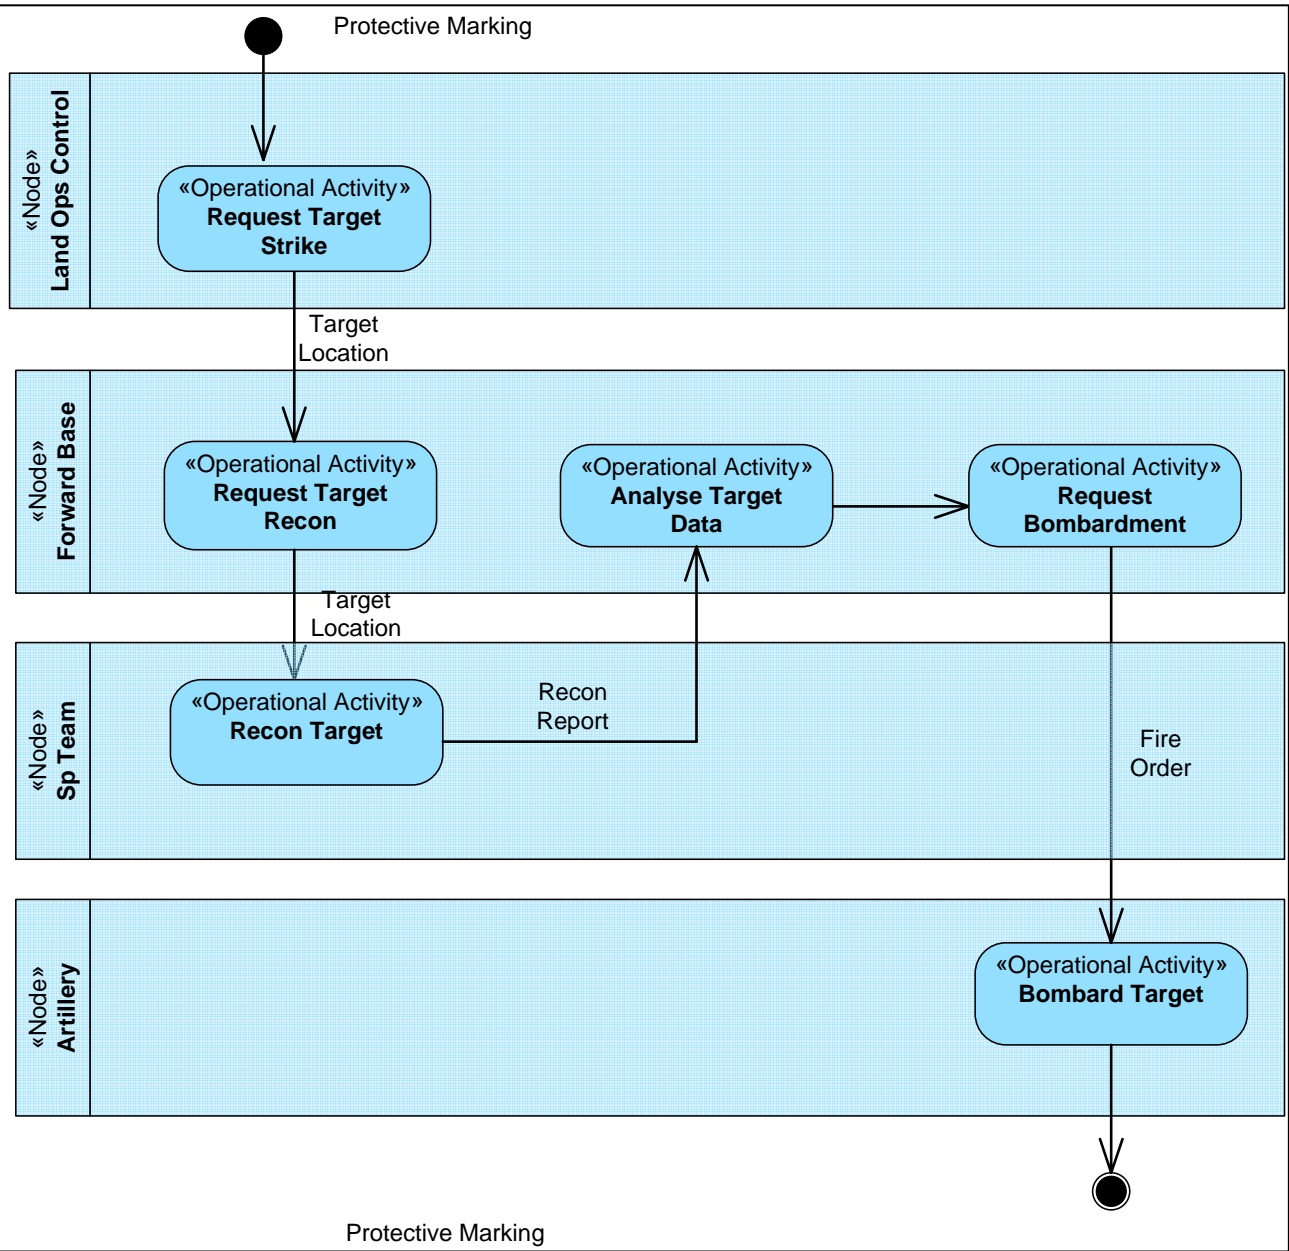 Protective Marking
«Node»
Land Ops Control
«Operational Activity»
Request Target
Strike
Target
Location
«Node»
Forward Base
«Operational Activity»
Request Target
Recon
«Operational Activity»
Analyse Target
Data
«Operational Activity»
Request
Bombardment
Target
Location
«Node»
Sp Team
«Operational Activity»
Recon Target
Recon
Report
Fire
Order
«Node»
Artillery
«Operational Activity»
Bombard Target
Protective Marking